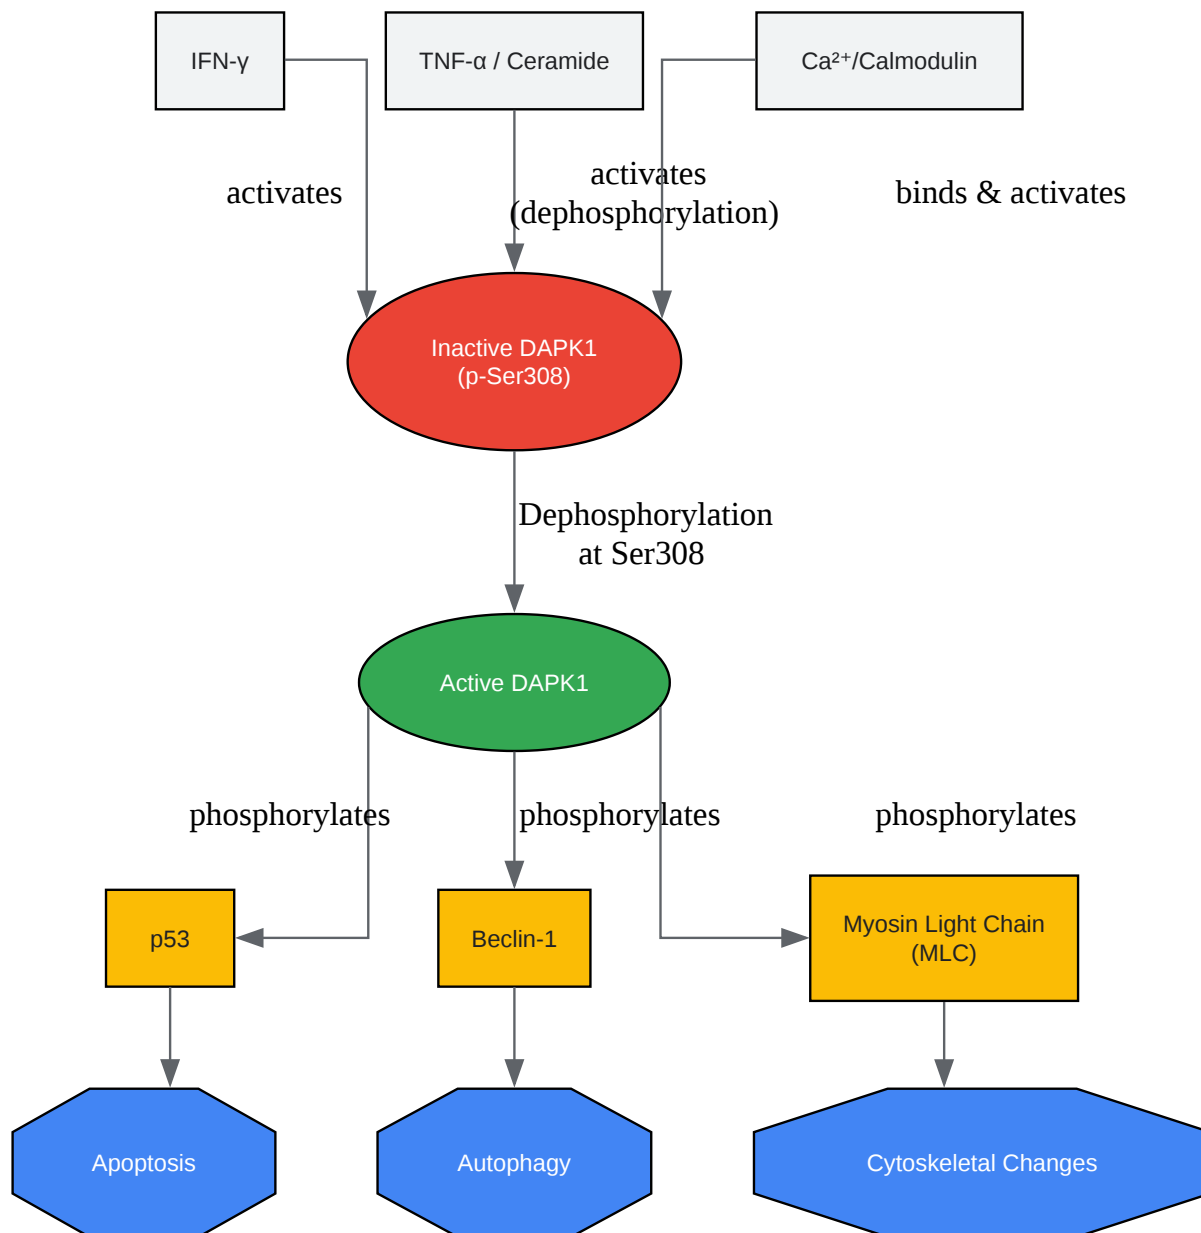 IFN-γ
TNF-α / Ceramide
Ca²⁺/Calmodulin
activates
activates
(dephosphorylation)
binds & activates
Inactive DAPK1
(p-Ser308)
Dephosphorylation
at Ser308
Active DAPK1
phosphorylates
phosphorylates
phosphorylates
p53
Beclin-1
Myosin Light Chain
(MLC)
Apoptosis
Autophagy
Cytoskeletal Changes